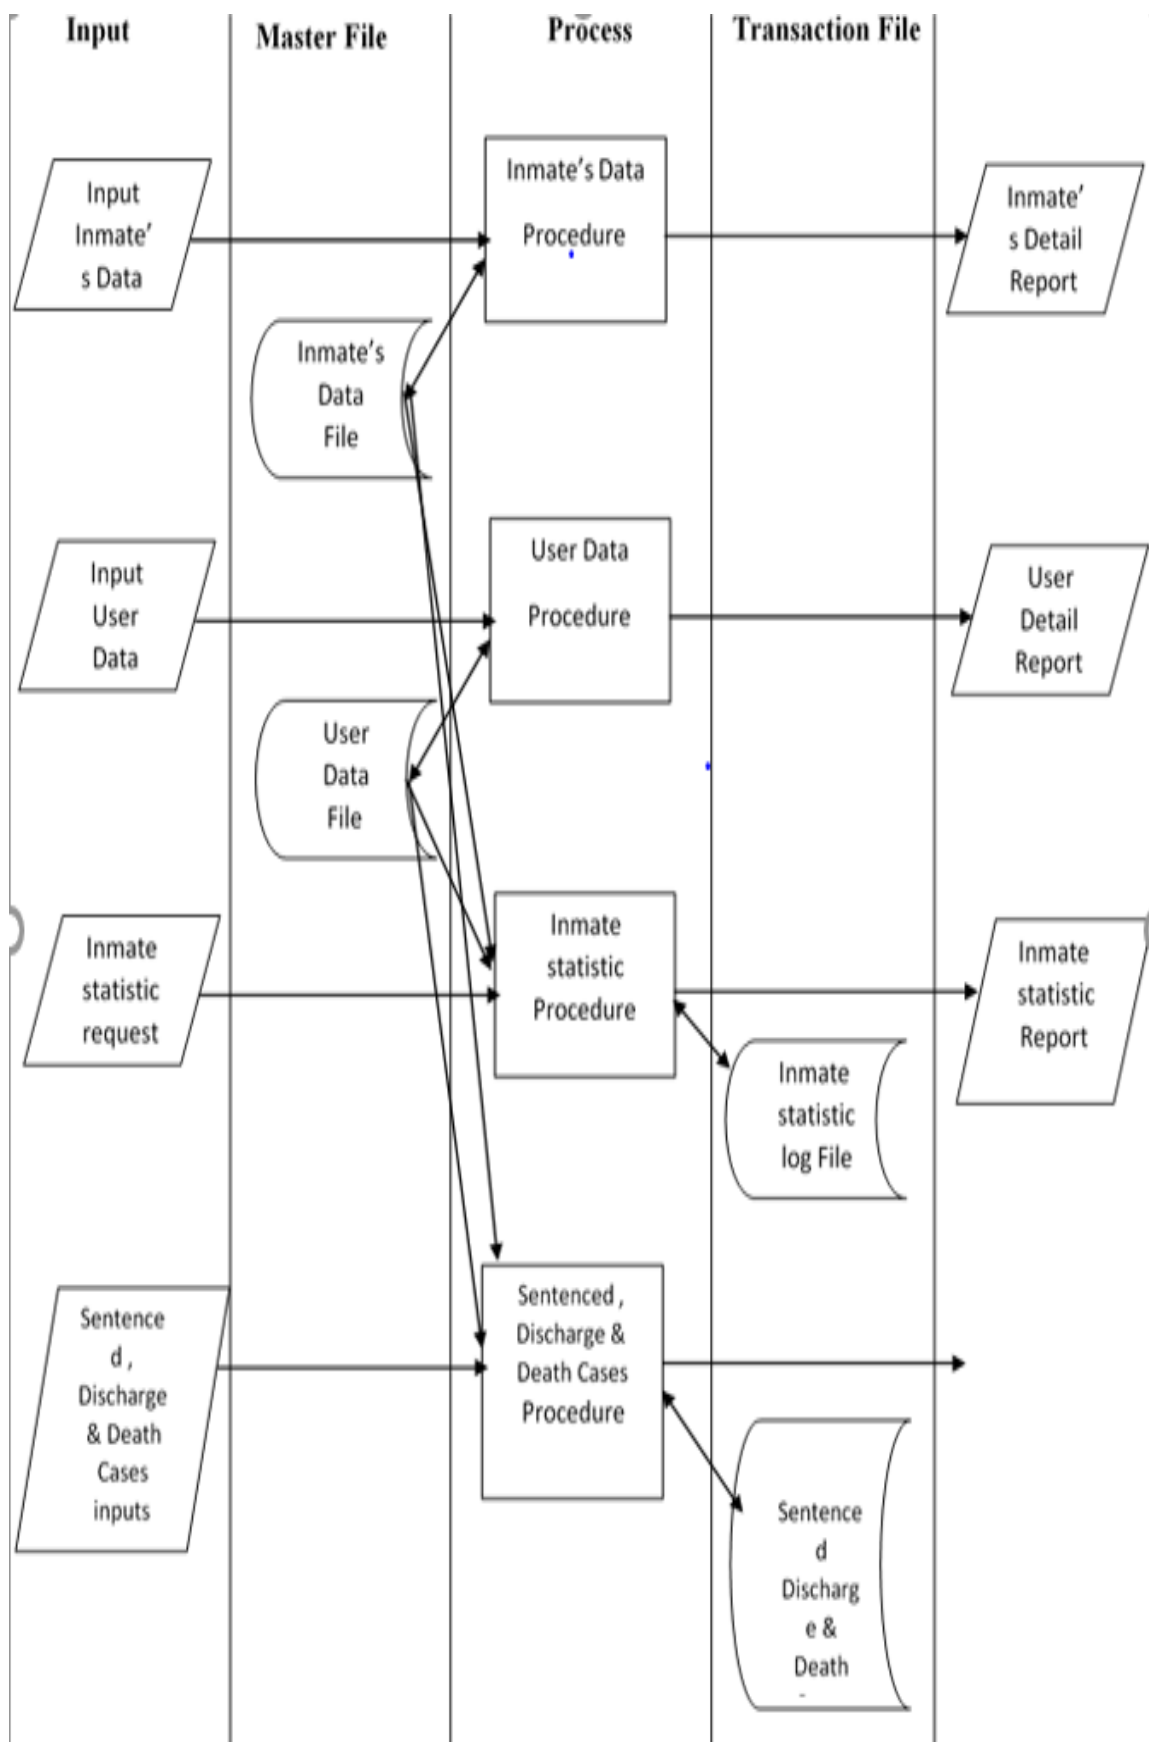 Input
Master File
Process
Transaction File
Input
Inmate'
s Data
Inmate's Data
Procedure
Inmate'
s Detail
Report
Inmate's
Data
File
Input
User
Data
User Data
Procedure
User
Detail
Report
User
Data
File
Inmate
statistic
request
Inmate
statistic
Procedure
Inmate
statistic
Report
Inmate
statistic
log File
Sentence
d ,
Discharge
& Death
Cases
inputs
Sentenced ,
Discharge &
Death Cases
Procedure
Sentence
d
Discharg
e &
Death